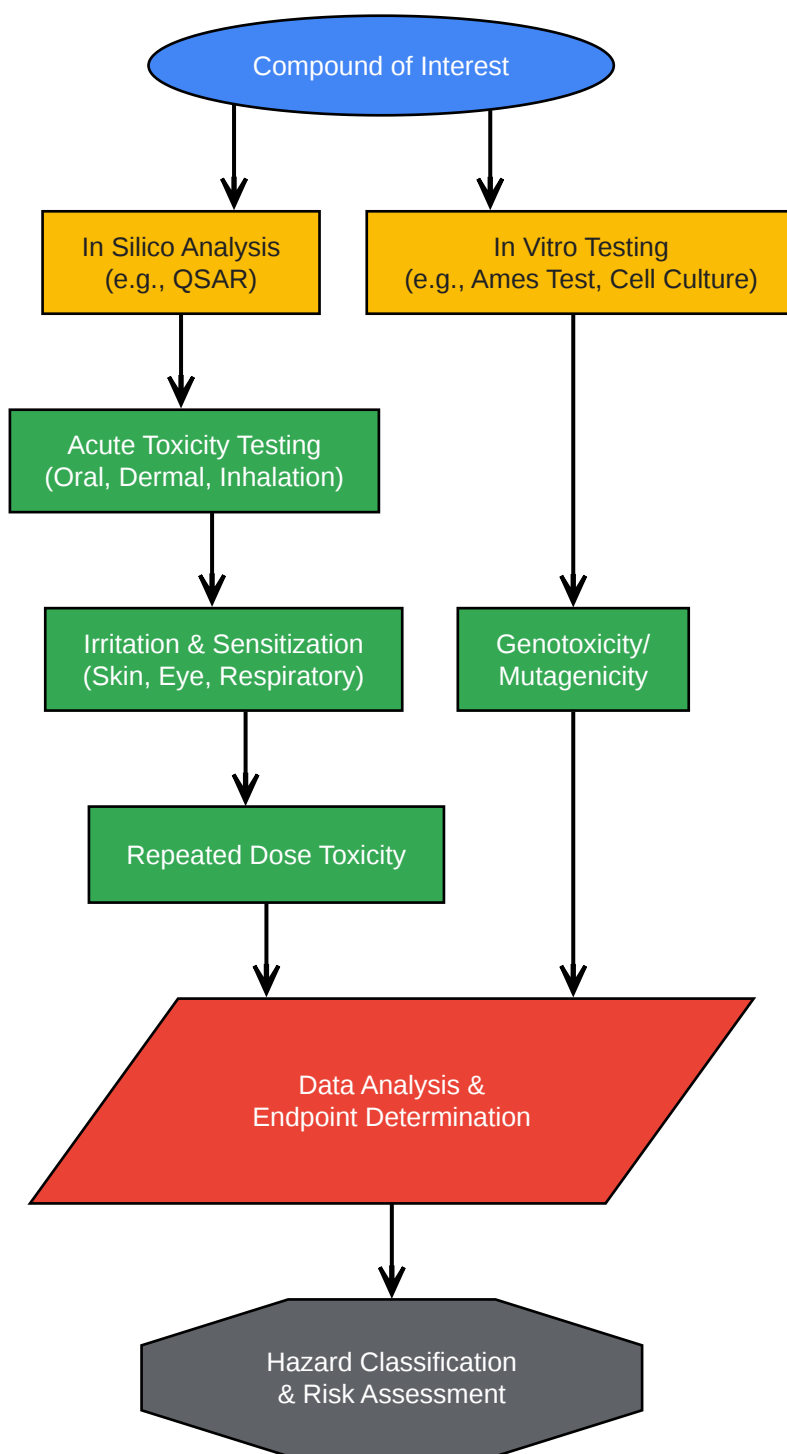 Compound of Interest
In Silico Analysis
(e.g., QSAR)
In Vitro Testing
(e.g., Ames Test, Cell Culture)
Acute Toxicity Testing
(Oral, Dermal, Inhalation)
Irritation & Sensitization
(Skin, Eye, Respiratory)
Genotoxicity/
Mutagenicity
Repeated Dose Toxicity
Data Analysis &
Endpoint Determination
Hazard Classification
& Risk Assessment